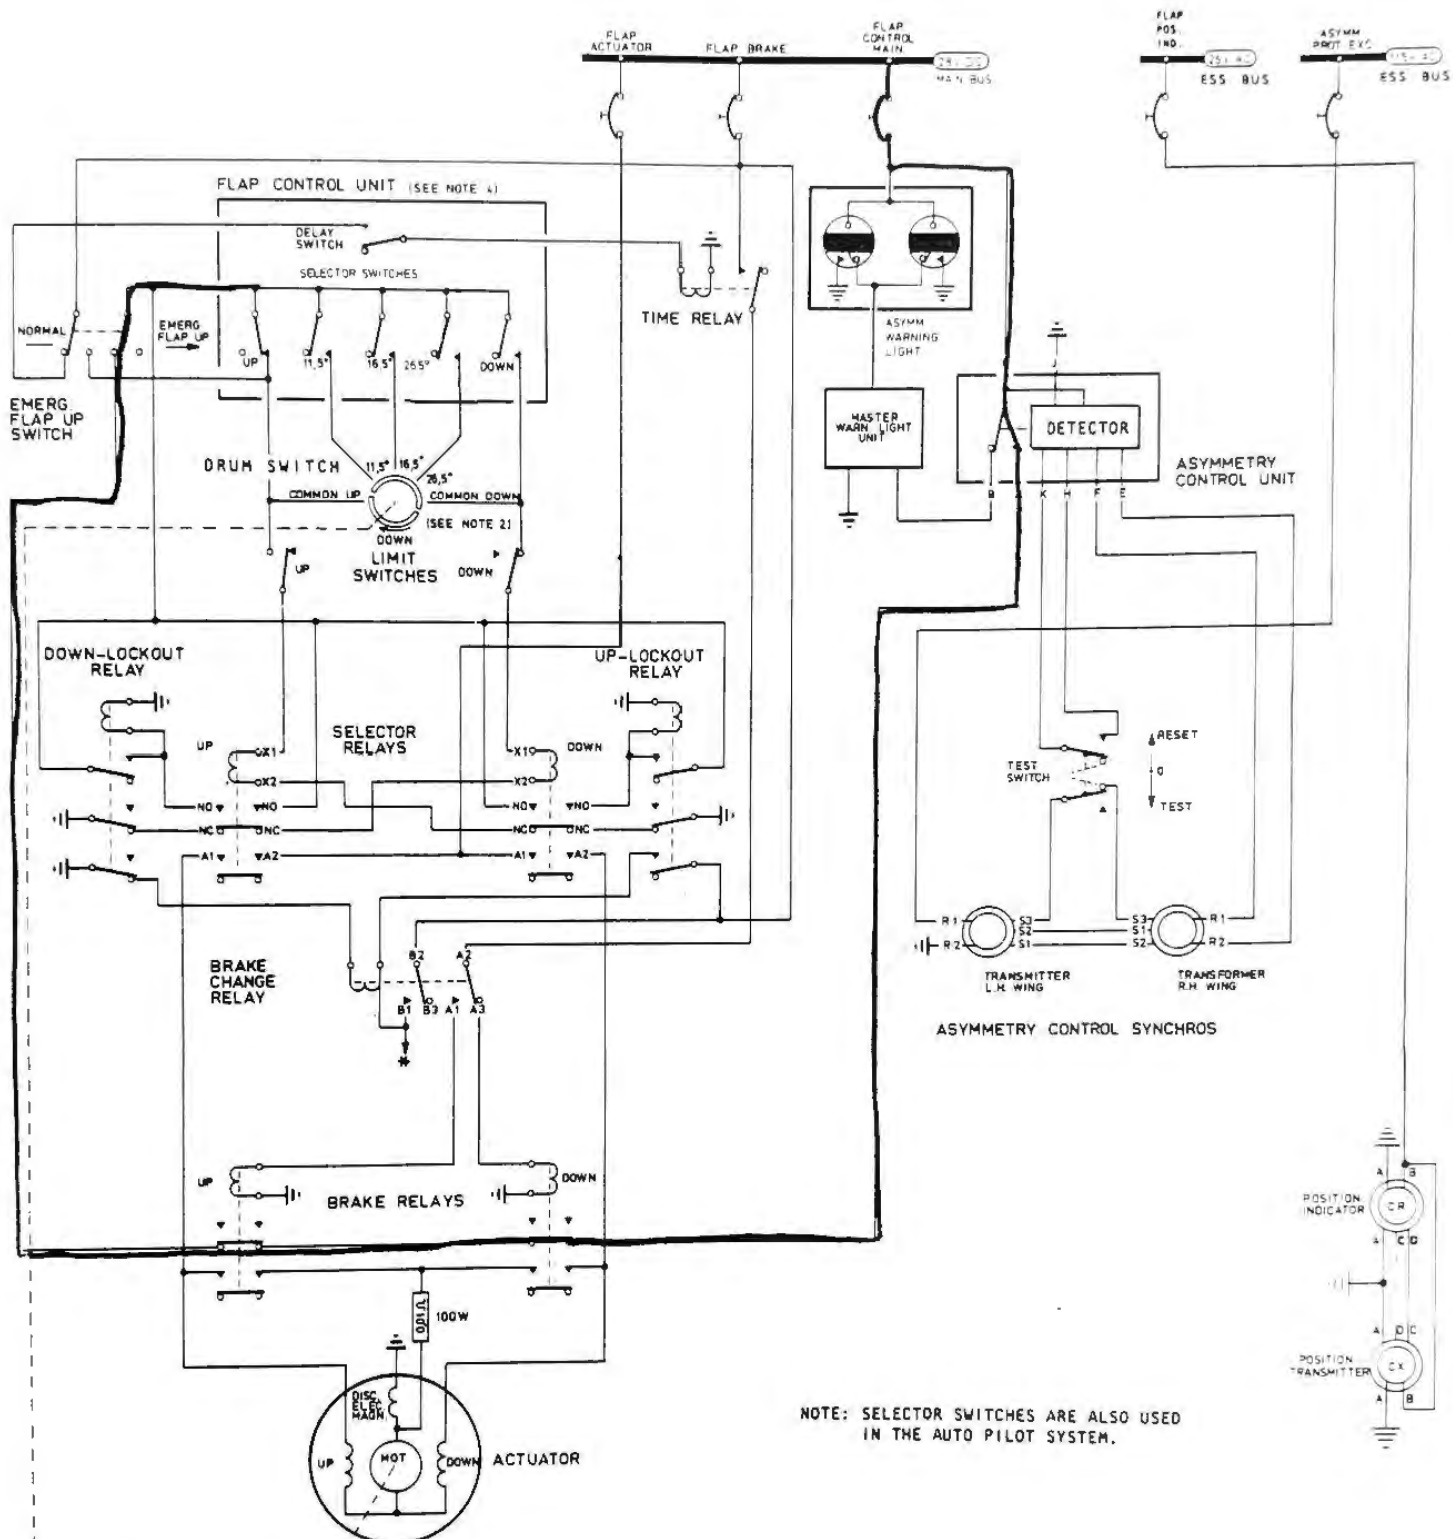 FLAP
ACTUATOR
FLAP BRAKE
FLAP
CONTROL
MAIN
MAIN BUS
FLAP
POS.
IND.
ESS BUS
ASYMM
PROT EXC
ESS BUS
FLAP CONTROL UNIT (SEE NOTE 4)
DELAY
SWITCH
SELECTOR SWITCHES
NORMAL
EMERG
FLAP UP
UP
11,5°
16,5°
26,5°
DOWN
EMERG
FLAP UP
SWITCH
TIME RELAY
ASYMM
WARNING
LIGHT
MASTER
WARN LIGHT
UNIT
DETECTOR
B
K
H
F
E
ASYMMETRY
CONTROL UNIT
DRUM SWITCH
11,5°
16,5°
26,5°
COMMON UP
COMMON DOWN
(SEE NOTE 2)
DOWN
LIMIT
SWITCHES
UP
DOWN
DOWN-LOCKOUT
RELAY
UP-LOCKOUT
RELAY
SELECTOR
RELAYS
UP
X1
X2
X1
X2
DOWN
NO
NO
NO
NO
NC
NC
NC
NC
A1
A2
A1
A2
TEST
SWITCH
RESET
0
TEST
BRAKE
CHANGE
RELAY
B2
A2
B1
B3
A1
A3
R1
R2
S3
S2
S1
S3
S1
S2
R1
R2
TRANSMITTER
L.H. WING
TRANSFORMER
R.H. WING
ASYMMETRY CONTROL SYNCHROS
UP
BRAKE RELAYS
DOWN
0,01Ω
100W
DISC.
ELEC.
MAGN.
UP
MOT
DOWN
ACTUATOR
POSITION
INDICATOR
A
B
CR
A
C
D
A
D
C
POSITION
TRANSMITTER
CX
A
B
NOTE: SELECTOR SWITCHES ARE ALSO USED
IN THE AUTO PILOT SYSTEM.